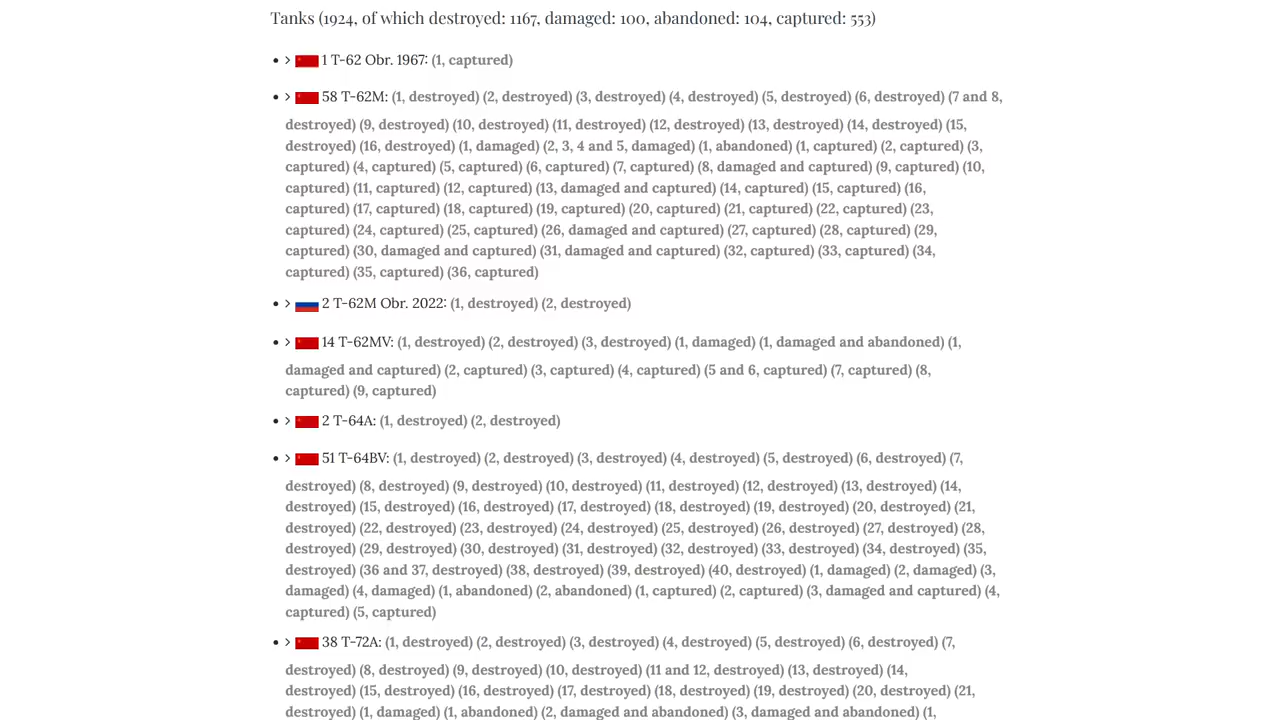 Tanks (1924, of which destroyed: 1167, damaged: 100, abandoned: 104, captured: 553)
1 T-62 Obr. 1967: (1, captured)
58 T-62M: (1, destroyed) (2, destroyed) (3, destroyed) (4, destroyed) (5, destroyed) (6, destroyed) (7 and 8,
destroyed) (9, destroyed) (10, destroyed) (11, destroyed) (12, destroyed) (13, destroyed) (14, destroyed) (15,
destroyed) (16, destroyed) (1, damaged) (2, 3, 4 and 5, damaged) (1, abandoned) (1, captured) (2, captured) (3,
captured) (4, captured) (5, captured) (6, captured) (7, captured) (8, damaged and captured) (9, captured) (10,
captured) (11, captured) (12, captured) (13, damaged and captured) (14, captured) (15, captured) (16,
captured) (17, captured) (18, captured) (19, captured) (20, captured) (21, captured) (22, captured) (23,
captured) (24, captured) (25, captured) (26, damaged and captured) (27, captured) (28, captured) (29,
captured) (30, damaged and captured) (31, damaged and captured) (32, captured) (33, captured) (34,
captured) (35, captured) (36, captured)
2 T-62M Obr. 2022: (1, destroyed) (2, destroyed)
14 T-62MV: (1, destroyed) (2, destroyed) (3, destroyed) (1, damaged) (1, damaged and abandoned) (1,
damaged and captured) (2, captured) (3, captured) (4, captured) (5 and 6, captured) (7, captured) (8,
captured) (9, captured)
2 T-64A: (1, destroyed) (2, destroyed)
51 T-64BV: (1, destroyed) (2, destroyed) (3, destroyed) (4, destroyed) (5, destroyed) (6, destroyed) (7,
destroyed) (8, destroyed) (9, destroyed) (10, destroyed) (11, destroyed) (12, destroyed) (13, destroyed) (14,
destroyed) (15, destroyed) (16, destroyed) (17, destroyed) (18, destroyed) (19, destroyed) (20, destroyed) (21,
destroyed) (22, destroyed) (23, destroyed) (24, destroyed) (25, destroyed) (26, destroyed) (27, destroyed) (28,
destroyed) (29, destroyed) (30, destroyed) (31, destroyed) (32, destroyed) (33, destroyed) (34, destroyed) (35,
destroyed) (36 and 37, destroyed) (38, destroyed) (39, destroyed) (40, destroyed) (1, damaged) (2, damaged) (3,
damaged) (4, damaged) (1, abandoned) (2, abandoned) (1, captured) (2, captured) (3, damaged and captured) (4,
captured) (5, captured)
38 T-72A: (1, destroyed) (2, destroyed) (3, destroyed) (4, destroyed) (5, destroyed) (6, destroyed) (7,
destroyed) (8, destroyed) (9, destroyed) (10, destroyed) (11 and 12, destroyed) (13, destroyed) (14,
destroyed) (15, destroyed) (16, destroyed) (17, destroyed) (18, destroyed) (19, destroyed) (20, destroyed) (21,
destroyed) (1, damaged) (1, abandoned) (2, damaged and abandoned) (3, damaged and abandoned) (1,